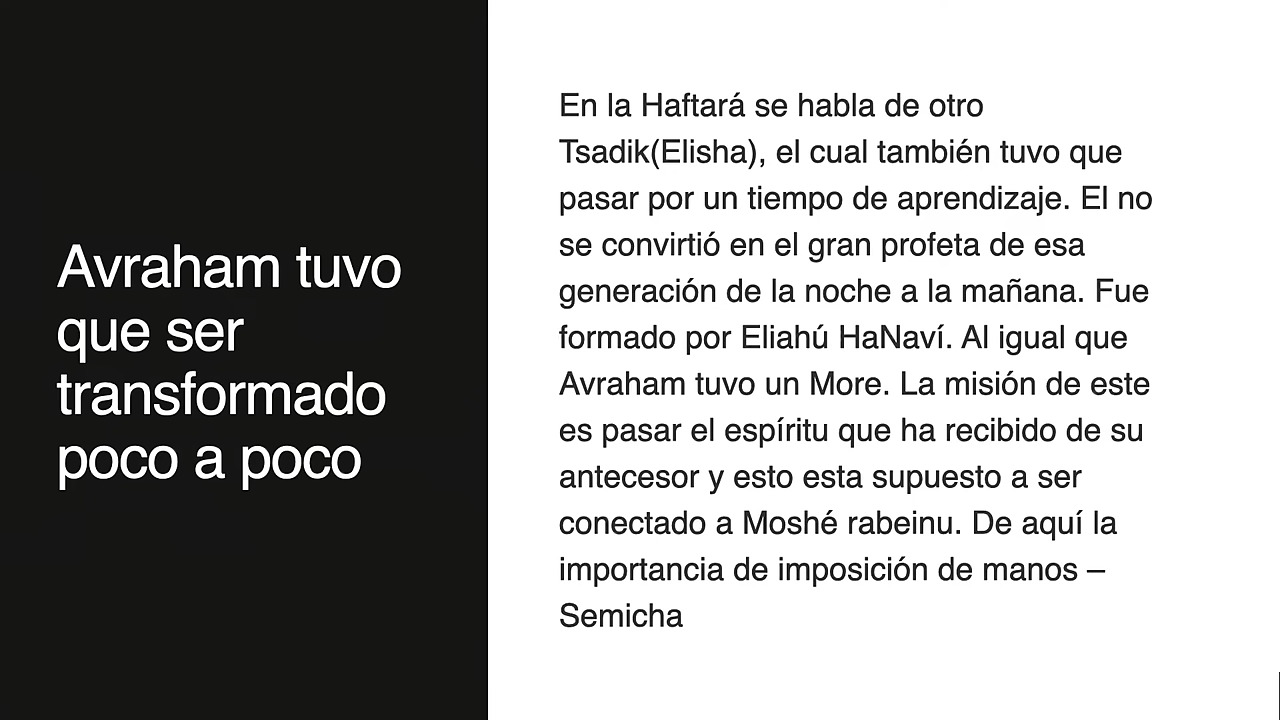 Avraham tuvo
que ser
transformado
poco a poco
En la Haftará se habla de otro
Tsadik(Elisha), el cual también tuvo que
pasar por un tiempo de aprendizaje. El no
se convirtió en el gran profeta de esa
generación de la noche a la mañana. Fue
formado por Eliahú HaNaví. Al igual que
Avraham tuvo un More. La misión de este
es pasar el espíritu que ha recibido de su
antecesor y esto esta supuesto a ser
conectado a Moshé rabeinu. De aquí la
importancia de imposición de manos –
Semicha